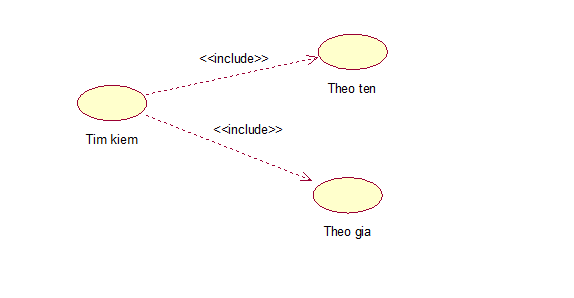 <<include>>
Theo ten
Tim kiem
<<include>>
Theo gia